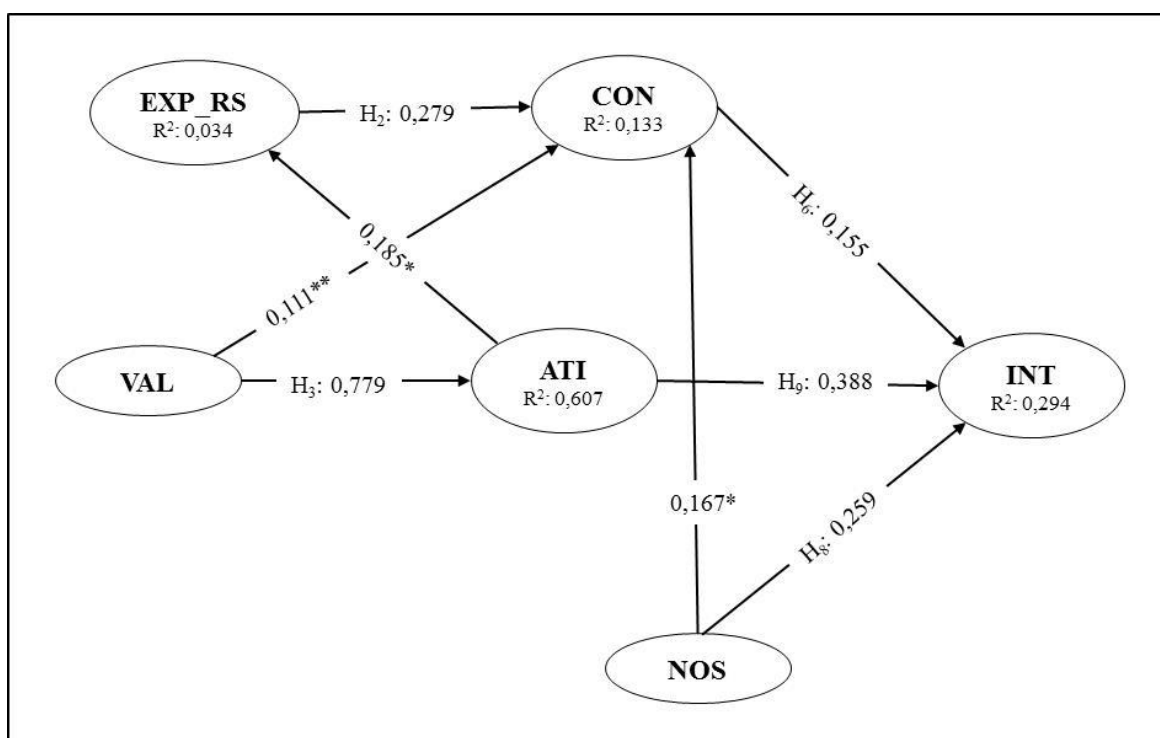 EXP_RS
R²: 0,034
H₂: 0,279
CON
R²: 0,133
H₆: 0,155
0,185*
0,111**
VAL
H₃: 0,779
ATI
R²: 0,607
H₉: 0,388
INT
R²: 0,294
0,167*
H₈: 0,259
NOS